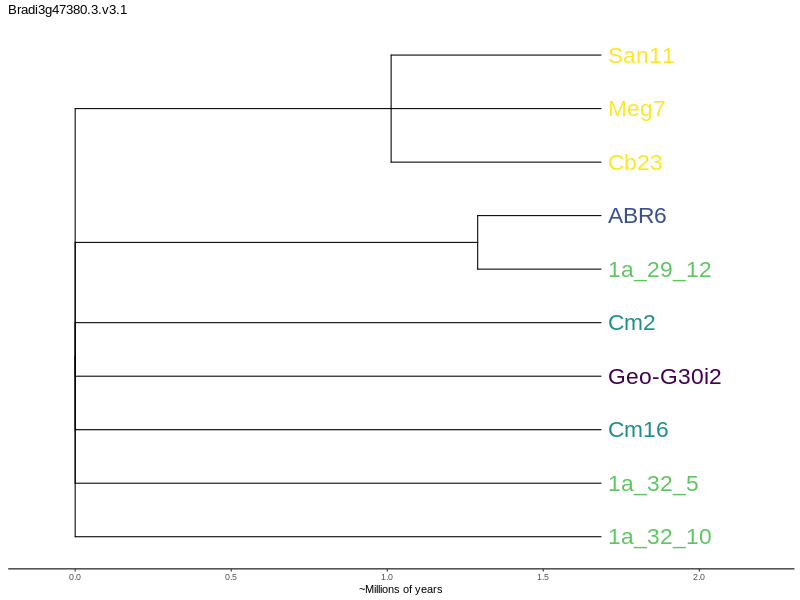 Bradi3g47380.3.v3.1
San11
Meg7
Cb23
ABR6
1a_29_12
Cm2
Geo-G30i2
Cm16
1a_32_5
1a_32_10
0.0 0.5 1.0 1.5 2.0
~Millions of years